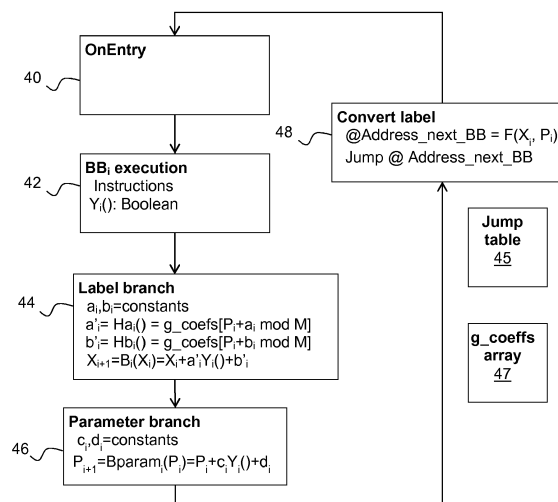 OnEntry
40
Convert label
48
@Address_next_BB = F(Xi, Pi)
Jump @ Address_next_BB
BBi execution
42
Instructions
Yi(): Boolean
Jump
table
45
Label branch
44
ai,bi=constants
a'i= Hai() = g_coefs[Pi+ai mod M]
b'i= Hbi() = g_coefs[Pi+bi mod M]
Xi+1=Bi(Xi)=Xi+a'iYi()+b'i
g_coeffs
array
47
Parameter branch
46
ci,di=constants
Pi+1=Bparami(Pi)=Pi+ciYi()+di